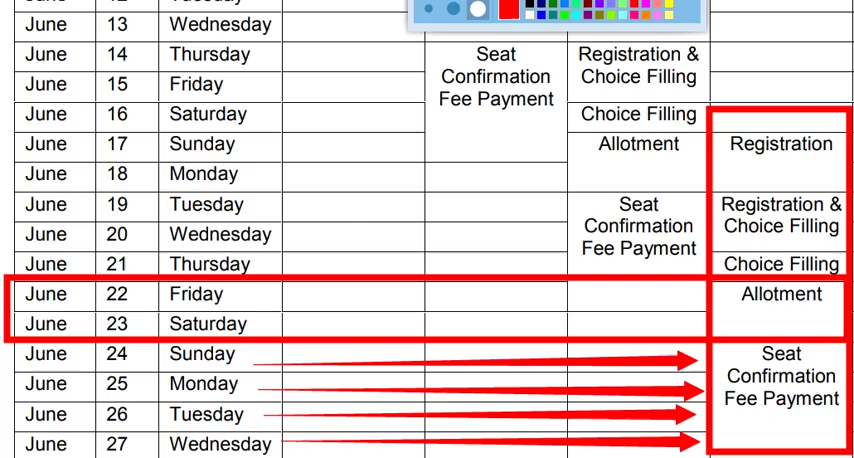 June 12 Tuesday
June 13 Wednesday
June 14 Thursday Seat Registration &
June 15 Friday Confirmation Choice Filling
Fee Payment
June 16 Saturday Choice Filling
June 17 Sunday Allotment Registration
June 18 Monday
June 19 Tuesday Seat Registration &
June 20 Wednesday Confirmation Choice Filling
Fee Payment
June 21 Thursday Choice Filling
June 22 Friday Allotment
June 23 Saturday
June 24 Sunday Seat
June 25 Monday Confirmation
Fee Payment
June 26 Tuesday
June 27 Wednesday